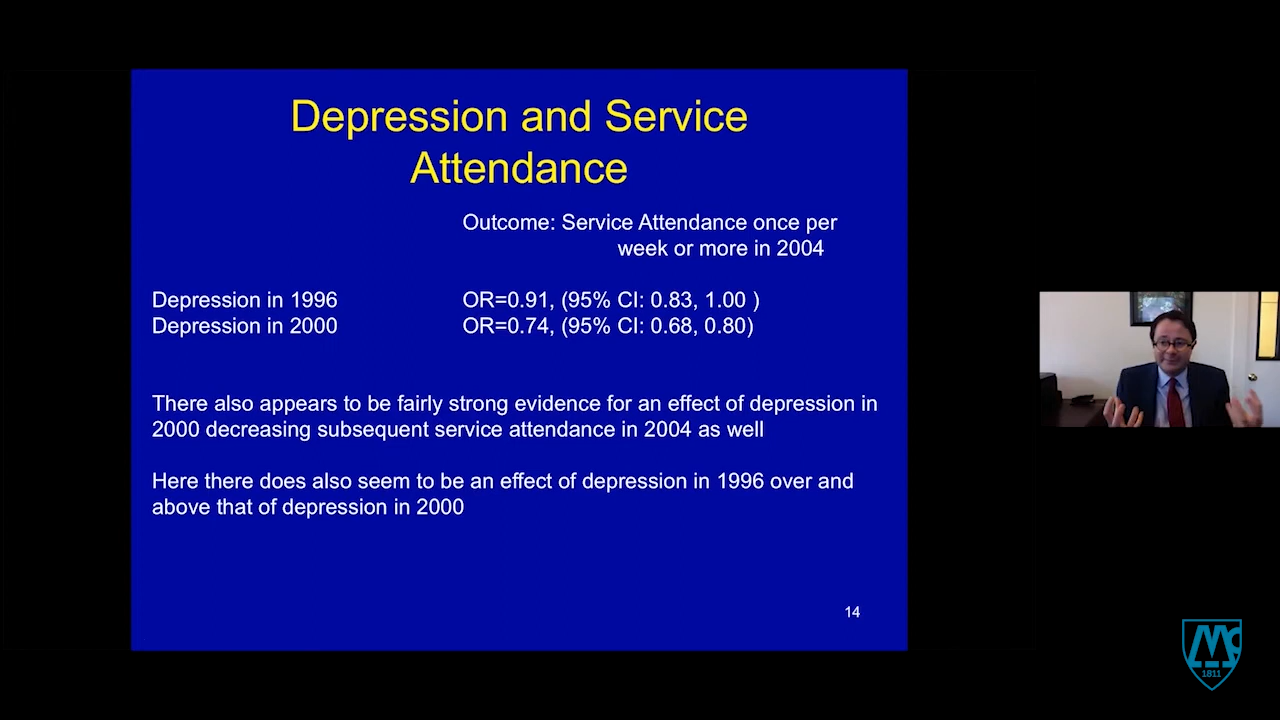 Depression and Service
Attendance
Outcome: Service Attendance once per
week or more in 2004
Depression in 1996 OR=0.91, (95% CI: 0.83, 1.00 )
Depression in 2000 OR=0.74, (95% CI: 0.68, 0.80)
There also appears to be fairly strong evidence for an effect of depression in
2000 decreasing subsequent service attendance in 2004 as well
Here there does also seem to be an effect of depression in 1996 over and
above that of depression in 2000
14
1811